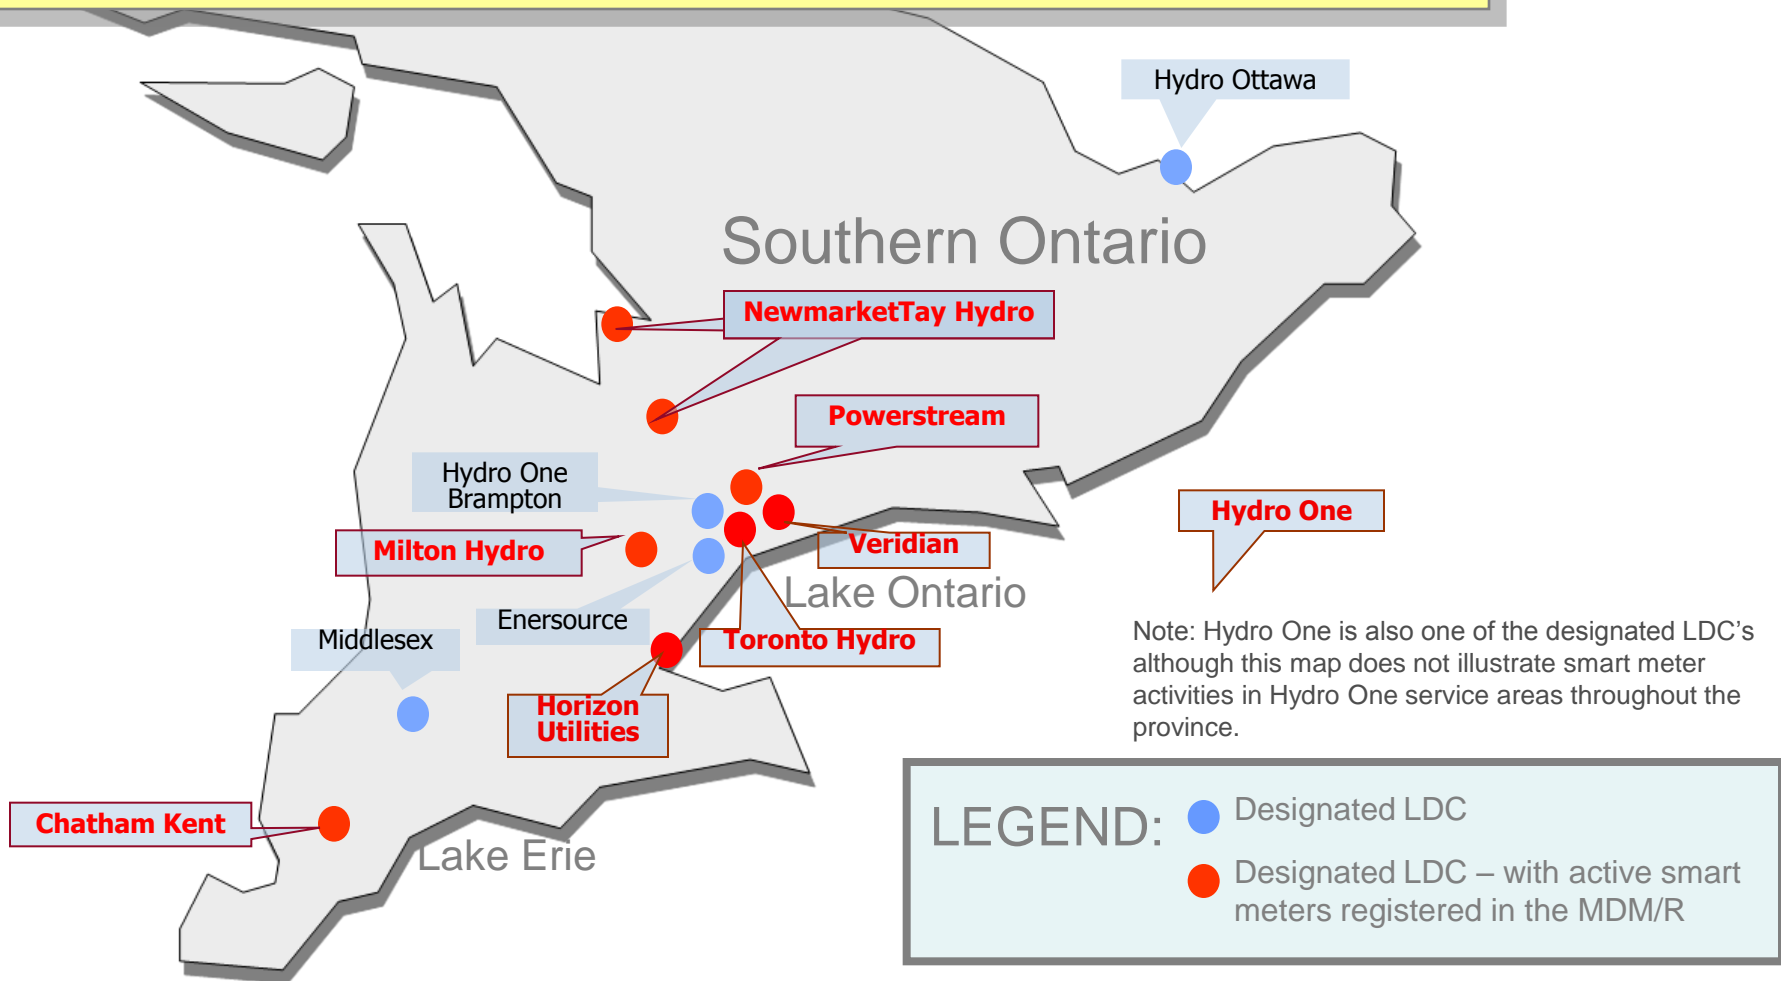 Hydro Ottawa
Southern Ontario
NewmarketTay Hydro
Powerstream
Hydro One
Brampton
Hydro One
Milton Hydro
Veridian
Lake Ontario
Enersource
Middlesex
Toronto Hydro
Note: Hydro One is also one of the designated LDC’s
although this map does not illustrate smart meter
activities in Hydro One service areas throughout the
province.
Horizon
Utilities
Chatham Kent
Lake Erie
LEGEND:
Designated LDC
Designated LDC – with active smart
meters registered in the MDM/R